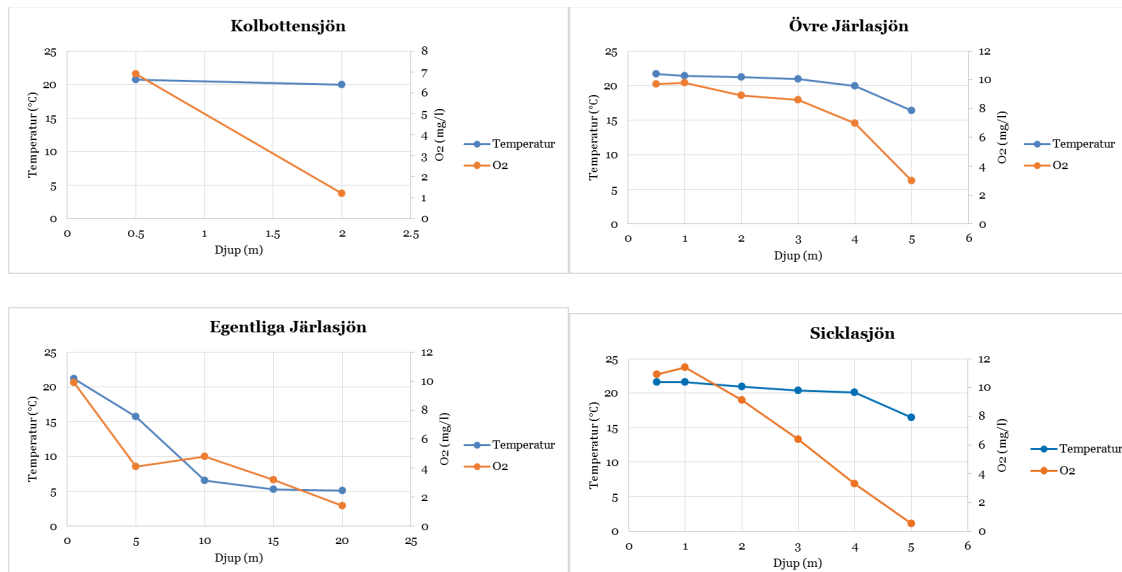 Kolbottensjön
25
20
15
10
5
0
Temperatur (°C)
8
7
6
5
4
3
2
1
0
O2 (mg/l)
0 0.5 1 1.5 2 2.5
Djup (m)
Temperatur
O2
Övre Järlasjön
25
20
15
10
5
0
Temperatur (°C)
12
10
8
6
4
2
0
O2 (mg/l)
0 1 2 3 4 5 6
Djup (m)
Temperatur
O2
Egentliga Järlasjön
25
20
15
10
5
0
Temperatur (°C)
12
10
8
6
4
2
0
O2 (mg/l)
0 5 10 15 20 25
Djup (m)
Temperatur
O2
Sicklasjön
25
20
15
10
5
0
Temperatur (°C)
12
10
8
6
4
2
0
O2 (mg/l)
0 1 2 3 4 5 6
Djup (m)
Temperatur
O2